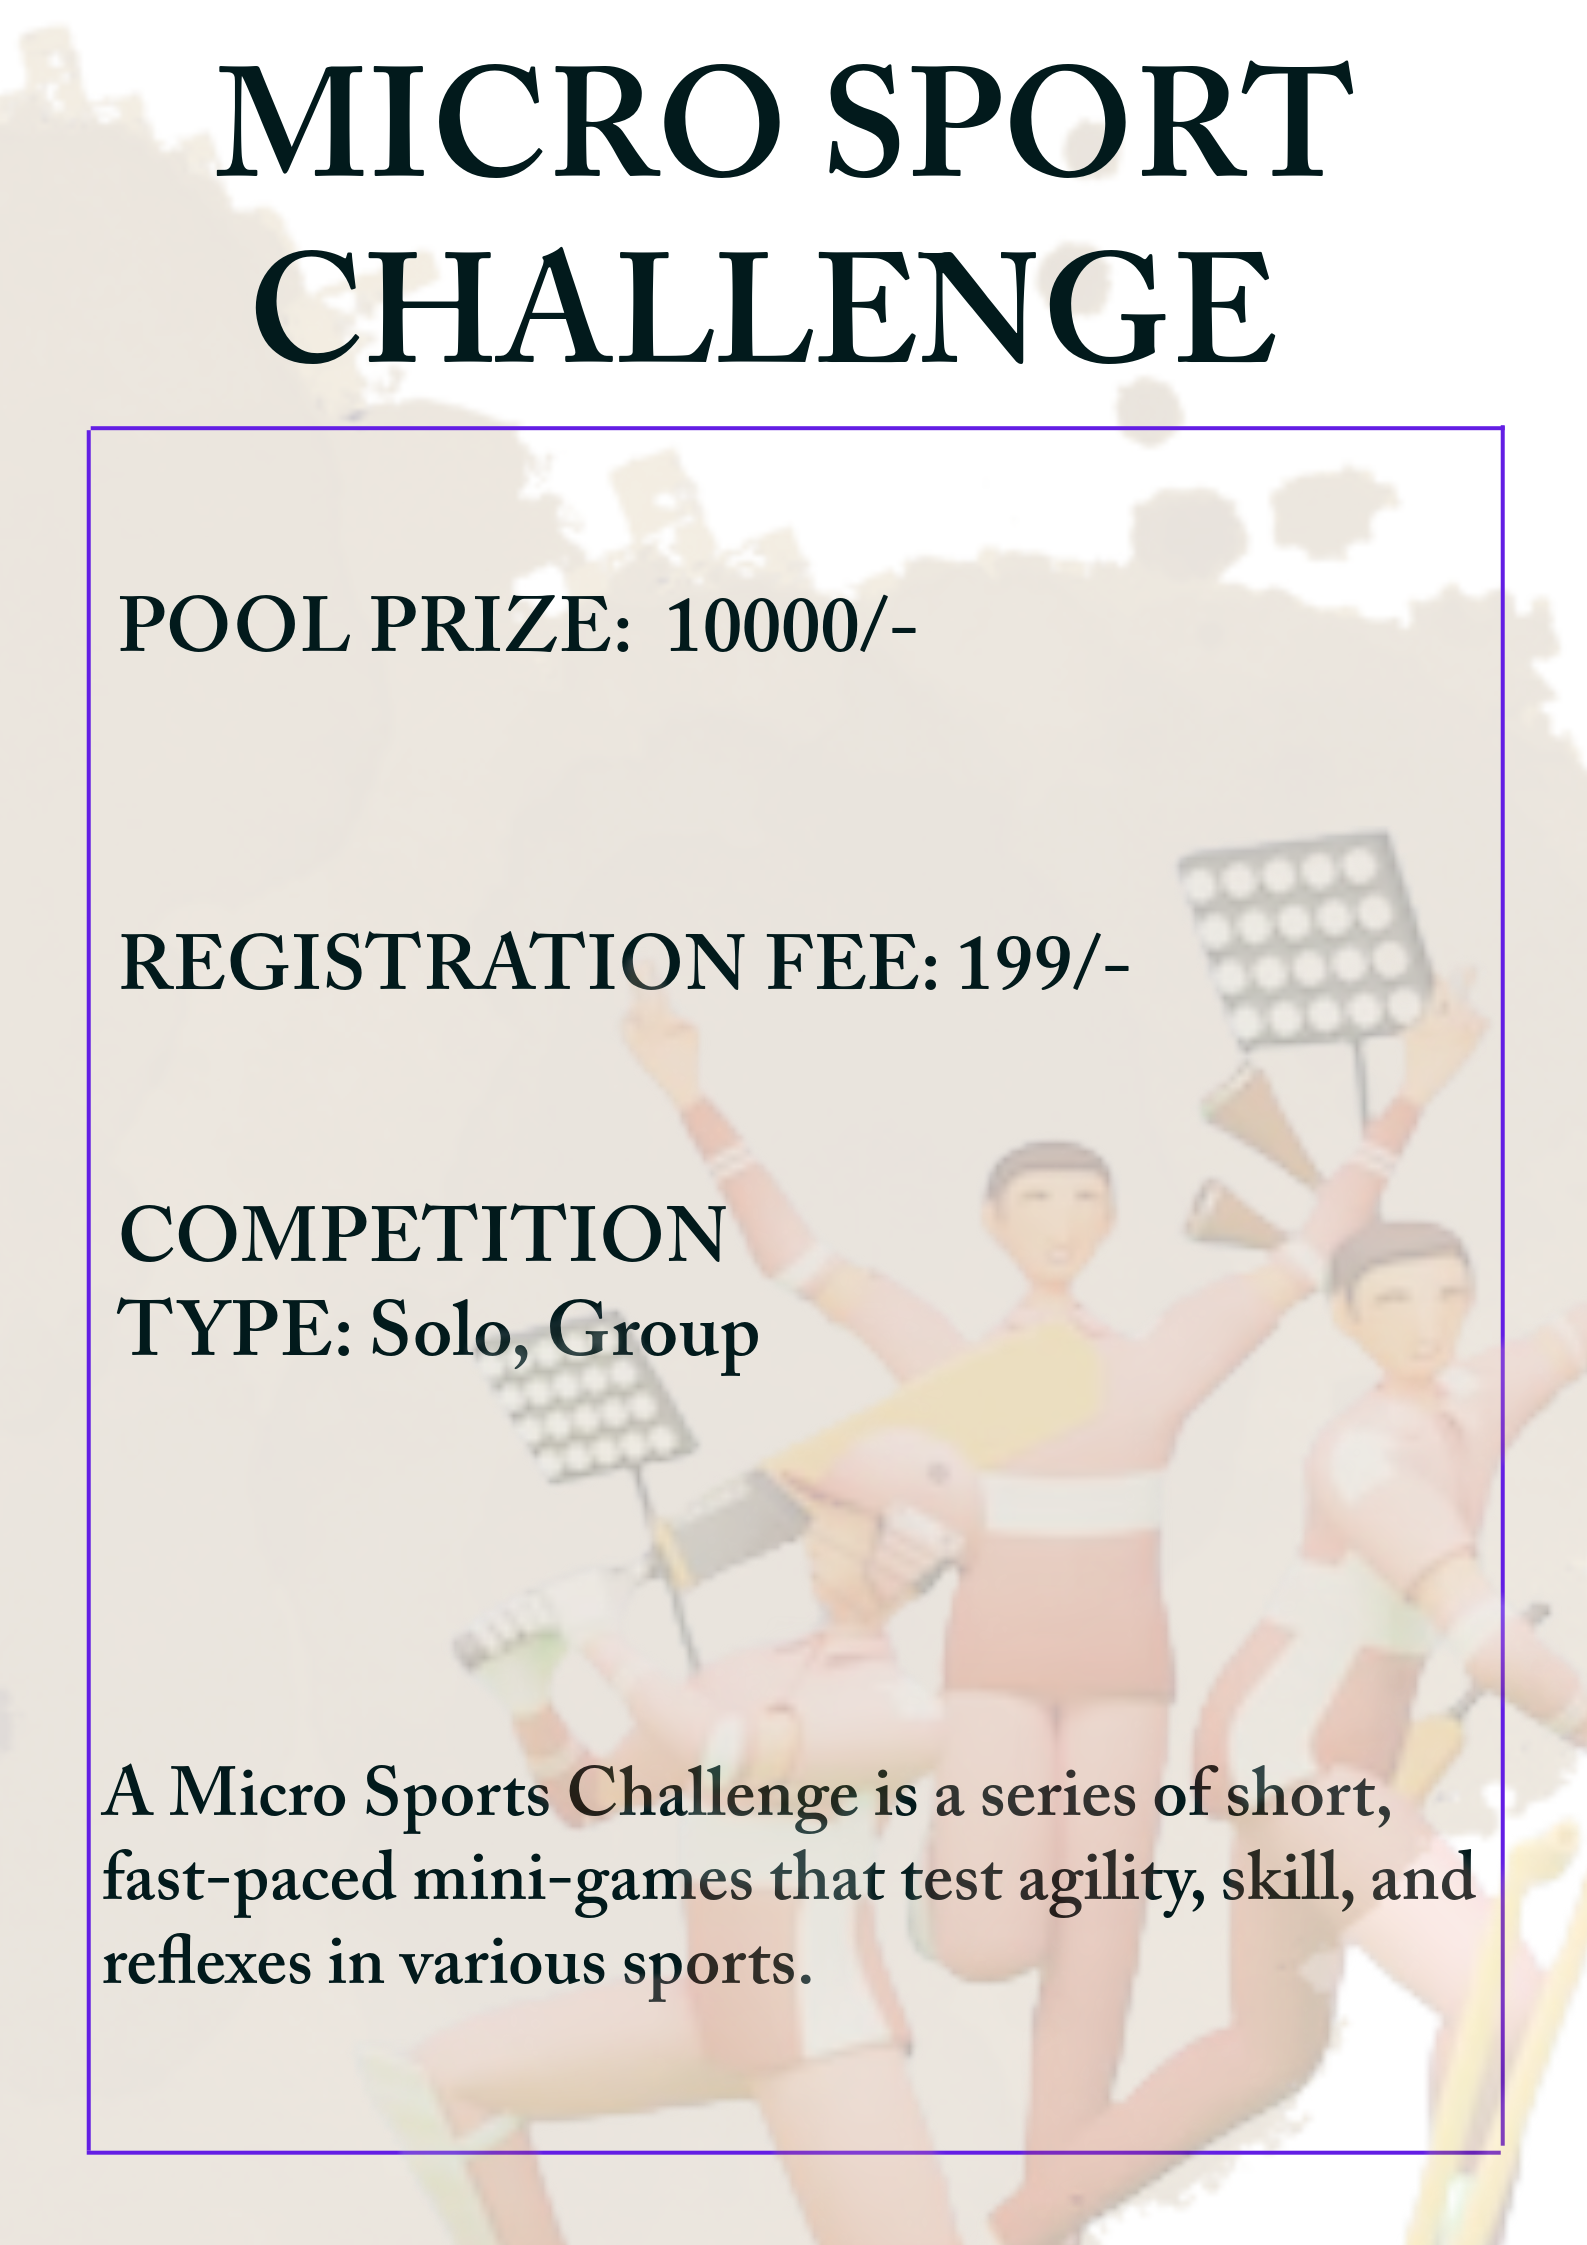 MICRO SPORT
CHALLENGE
POOL PRIZE: 10000/-
REGISTRATION FEE: 199/-
COMPETITION
TYPE: Solo, Group
A Micro Sports Challenge is a series of short,
fast-paced mini-games that test agility, skill, and
reflexes in various sports.